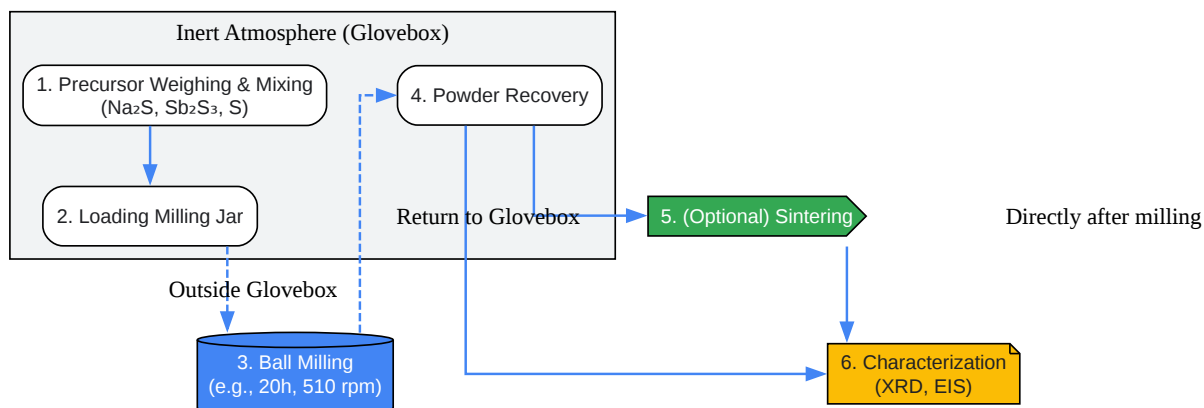 Inert Atmosphere (Glovebox)
1. Precursor Weighing & Mixing
(Na₂S, Sb₂S₃, S)
4. Powder Recovery
2. Loading Milling Jar
Return to Glovebox
5. (Optional) Sintering
Directly after milling
Outside Glovebox
3. Ball Milling
(e.g., 20h, 510 rpm)
6. Characterization
(XRD, EIS)